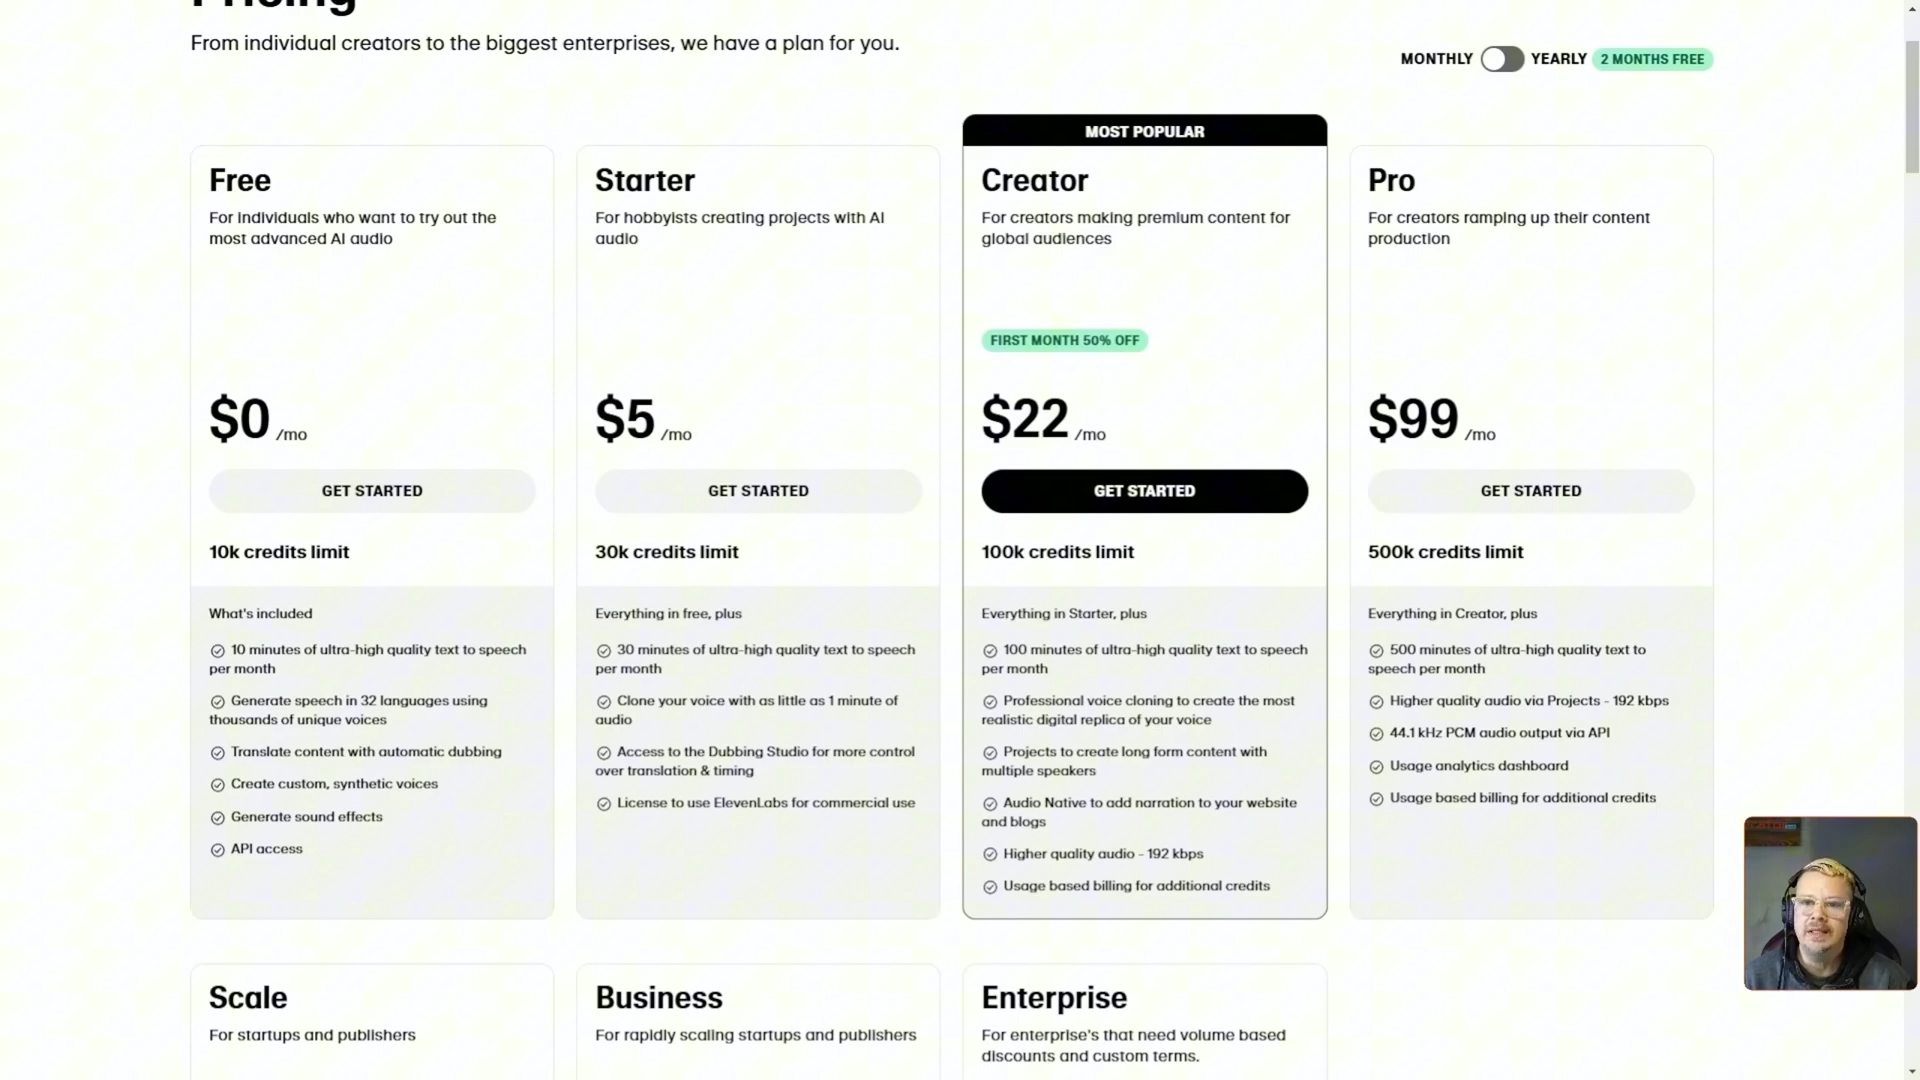 Pricing
From individual creators to the biggest enterprises, we have a plan for you.
MONTHLY YEARLY 2 MONTHS FREE
MOST POPULAR
Free
For individuals who want to try out the
most advanced AI audio
$0 /mo
GET STARTED
10k credits limit
What's included
10 minutes of ultra-high quality text to speech
per month
Generate speech in 32 languages using
thousands of unique voices
Translate content with automatic dubbing
Create custom, synthetic voices
Generate sound effects
API access
Starter
For hobbyists creating projects with AI
audio
$5 /mo
GET STARTED
30k credits limit
Everything in free, plus
30 minutes of ultra-high quality text to speech
per month
Clone your voice with as little as 1 minute of
audio
Access to the Dubbing Studio for more control
over translation & timing
License to use ElevenLabs for commercial use
Creator
For creators making premium content for
global audiences
FIRST MONTH 50% OFF
$22 /mo
GET STARTED
100k credits limit
Everything in Starter, plus
100 minutes of ultra-high quality text to speech
per month
Professional voice cloning to create the most
realistic digital replica of your voice
Projects to create long form content with
multiple speakers
Audio Native to add narration to your website
and blogs
Higher quality audio - 192 kbps
Usage based billing for additional credits
Pro
For creators ramping up their content
production
$99 /mo
GET STARTED
500k credits limit
Everything in Creator, plus
500 minutes of ultra-high quality text to
speech per month
Higher quality audio via Projects - 192 kbps
44.1 kHz PCM audio output via API
Usage analytics dashboard
Usage based billing for additional credits
Scale
For startups and publishers
Business
For rapidly scaling startups and publishers
Enterprise
For enterprise's that need volume based
discounts and custom terms.